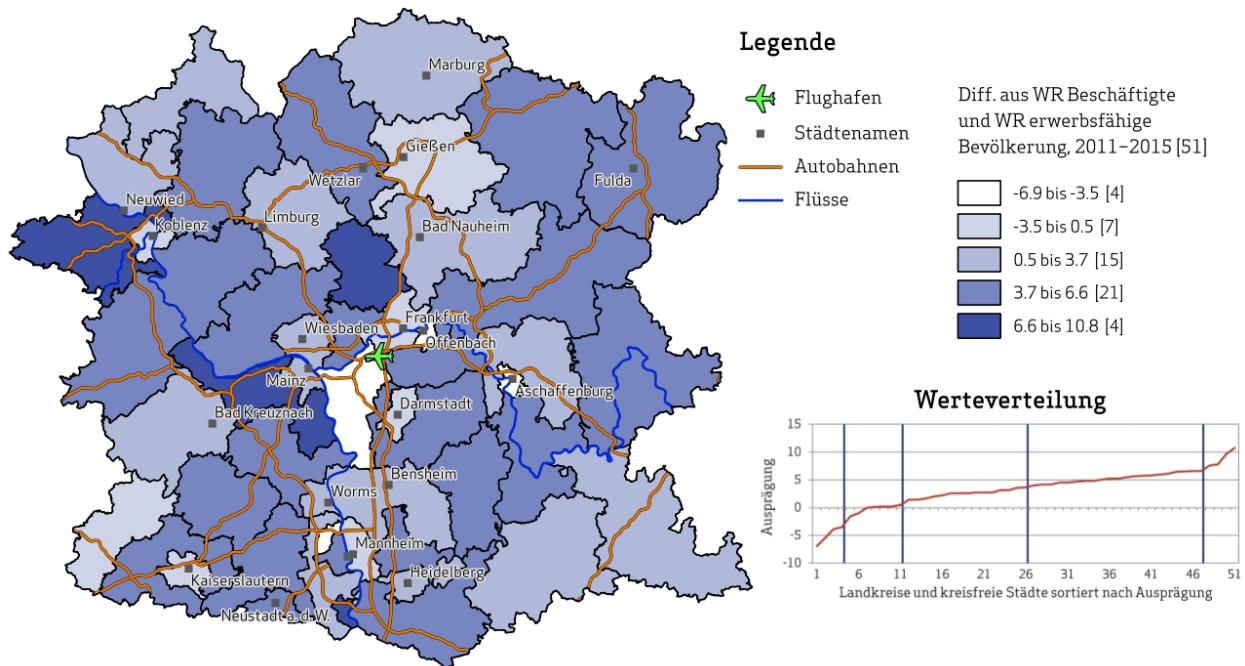 Marburg
Gießen
Wetzlar
Fulda
Neuwied
Koblenz
Limburg
Bad Nauheim
Wiesbaden
Frankfurt
Offenbach
Mainz
Aschaffenburg
Bad Kreuznach
Darmstadt
Bensheim
Worms
Mannheim
Kaiserslautern
Heidelberg
Neustadt a. d. W.
Legende
Flughafen
Städtenamen
Autobahnen
Flüsse
Diff. aus WR Beschäftigte
und WR erwerbsfähige
Bevölkerung, 2011–2015 [51]
-6.9 bis -3.5 [4]
-3.5 bis 0.5 [7]
0.5 bis 3.7 [15]
3.7 bis 6.6 [21]
6.6 bis 10.8 [4]
Werteverteilung
Ausprägung
15
10
5
0
-5
-10
1 6 11 16 21 26 31 36 41 46 51
Landkreise und kreisfreie Städte sortiert nach Ausprägung